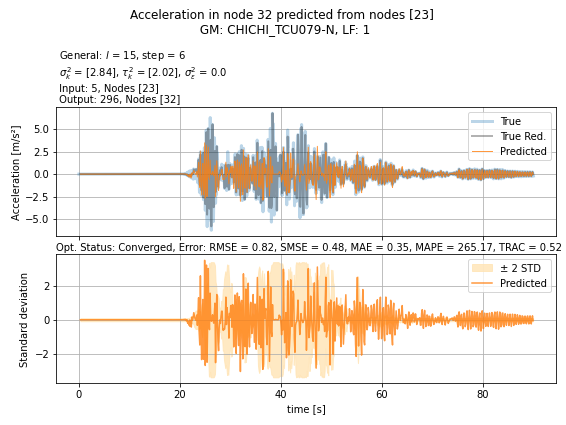 Acceleration in node 32 predicted from nodes [23]
GM: CHICHI_TCU079-N, LF: 1
General: l = 15, step = 6
σ²ₖ = [2.84], τ²ₖ = [2.02], σ²ε = 0.0
Input: 5, Nodes [23]
Output: 296, Nodes [32]
Acceleration [m/s²]
5.0
2.5
0.0
−2.5
−5.0
True
True Red.
Predicted
Opt. Status: Converged, Error: RMSE = 0.82, SMSE = 0.48, MAE = 0.35, MAPE = 265.17, TRAC = 0.52
Standard deviation
2
0
−2
± 2 STD
Predicted
0 20 40 60 80
time [s]